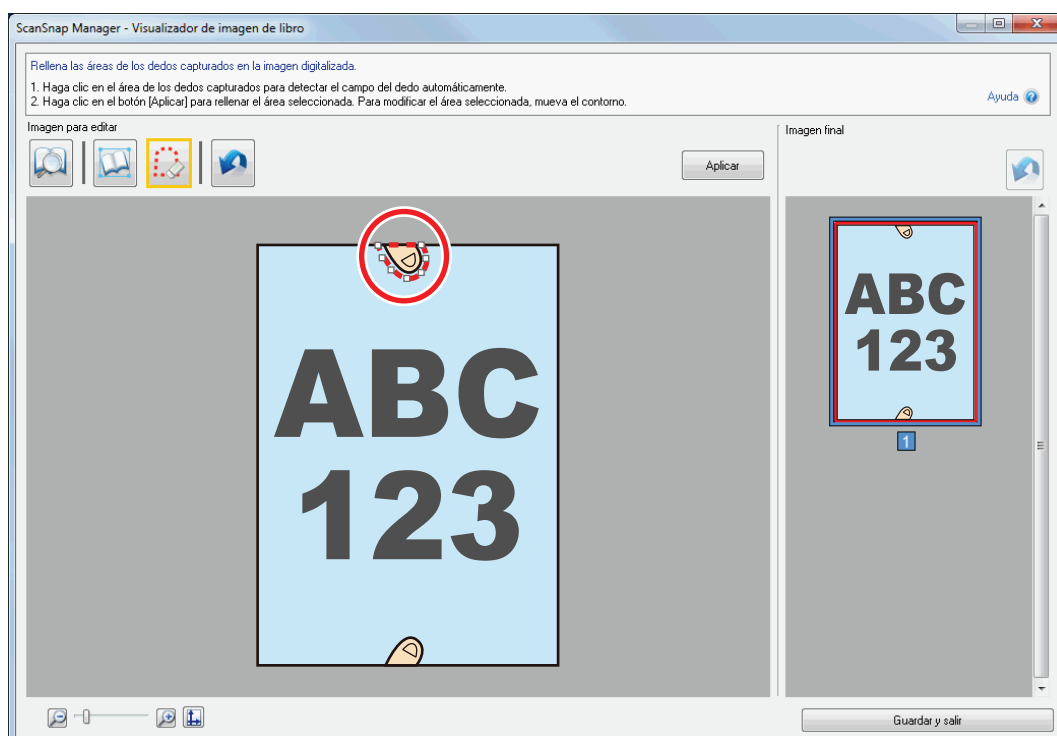 ScanSnap Manager - Visualizador de imagen de libro
Rellena las áreas de los dedos capturados en la imagen digitalizada.
1. Haga clic en el área de los dedos capturados para detectar el campo del dedo automáticamente.
2. Haga clic en el botón [Aplicar] para rellenar el área seleccionada. Para modificar el área seleccionada, mueva el contorno.
Ayuda
Imagen para editar
Aplicar
ABC
123
Imagen final
ABC
123
1
Guardar y salir